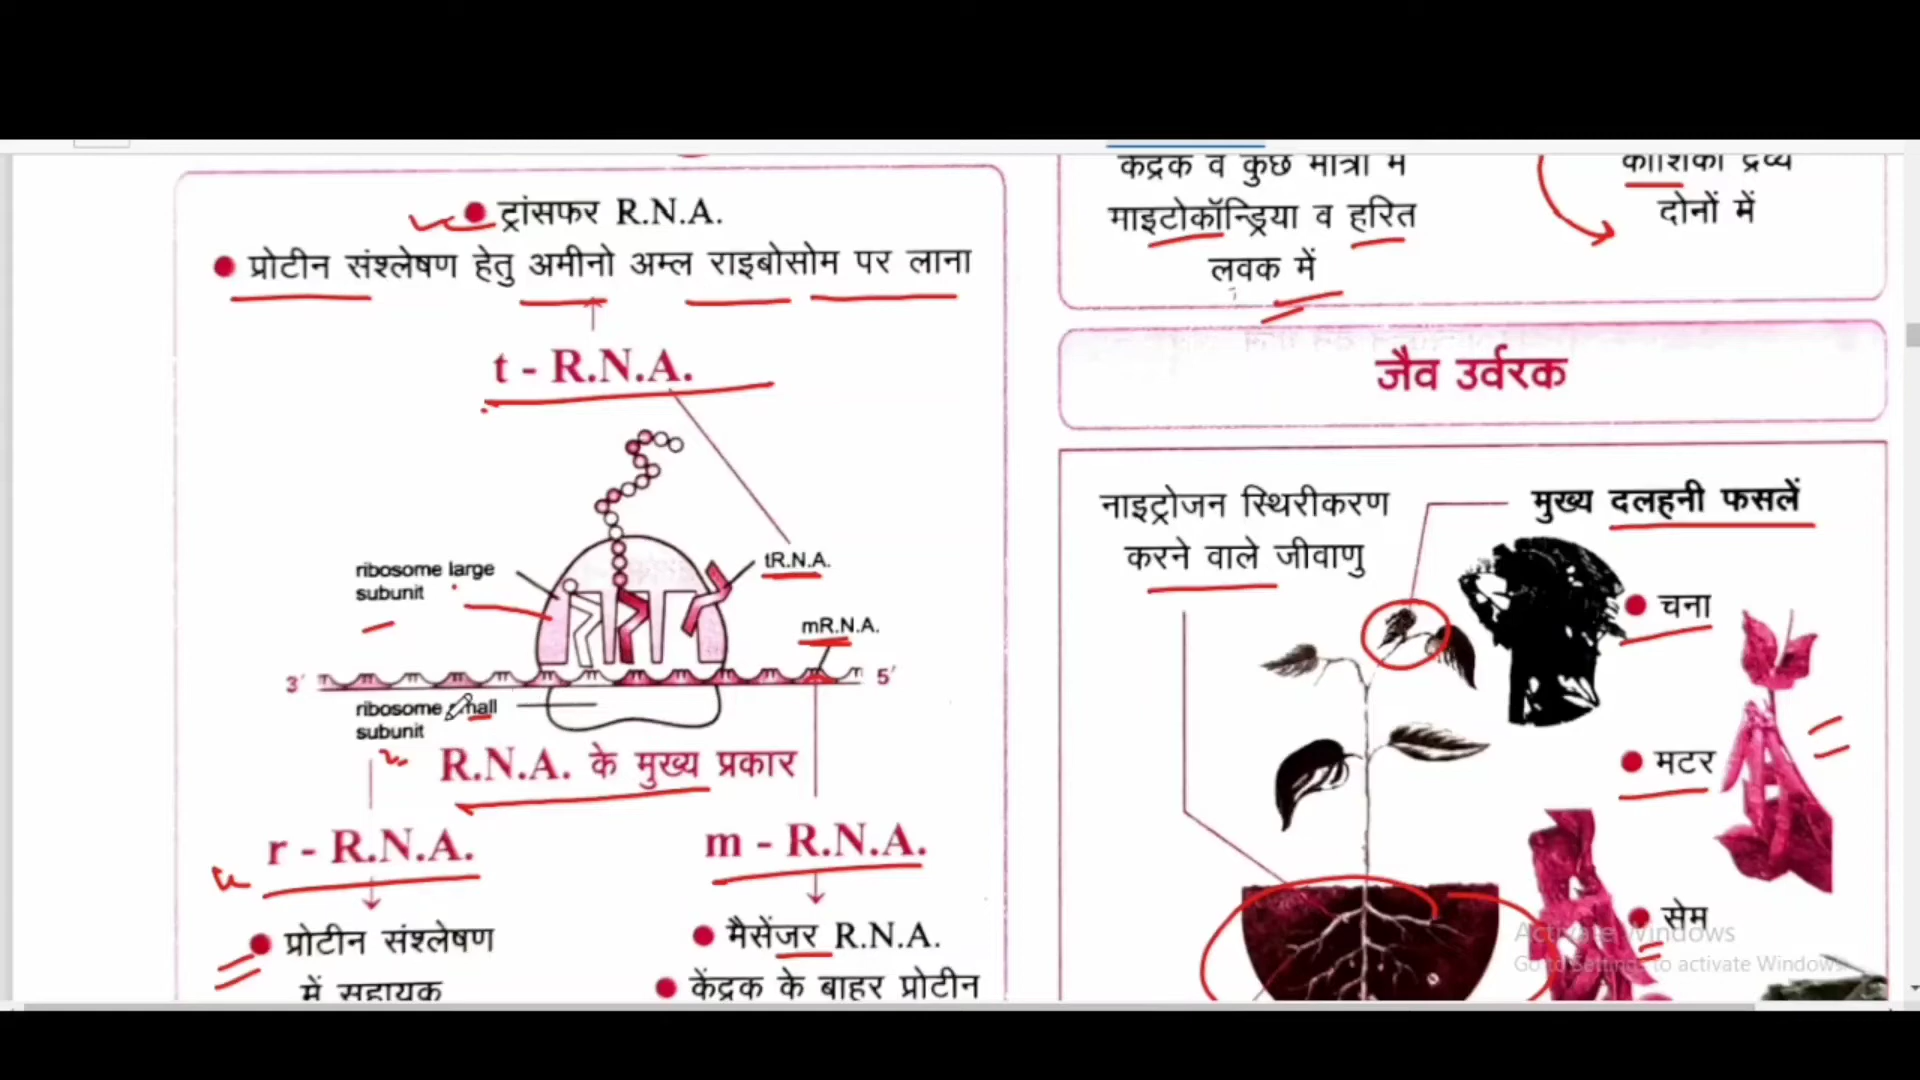 ट्रांसफर R.N.A.
प्रोटीन संश्लेषण हेतु अमीनो अम्ल राइबोसोम पर लाना
t - R.N.A.
ribosome large
subunit
tR.N.A.
mR.N.A.
3′
5′
ribosome small
subunit
R.N.A. के मुख्य प्रकार
r - R.N.A.
m - R.N.A.
प्रोटीन संश्लेषण
में सहायक
मैसेंजर R.N.A.
केंद्रक के बाहर प्रोटीन
केंद्रक व कुछ मात्रा में
माइटोकॉन्ड्रिया व हरित
लवक में
कोशिका द्रव्य
दोनों में
जैव उर्वरक
नाइट्रोजन स्थिरीकरण
करने वाले जीवाणु
मुख्य दलहनी फसलें
चना
मटर
सेम
Activate Windows
Go to Settings to activate Windows.